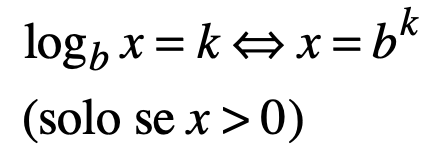 log_b x = k ⇔ x = b^k
(solo se x > 0)